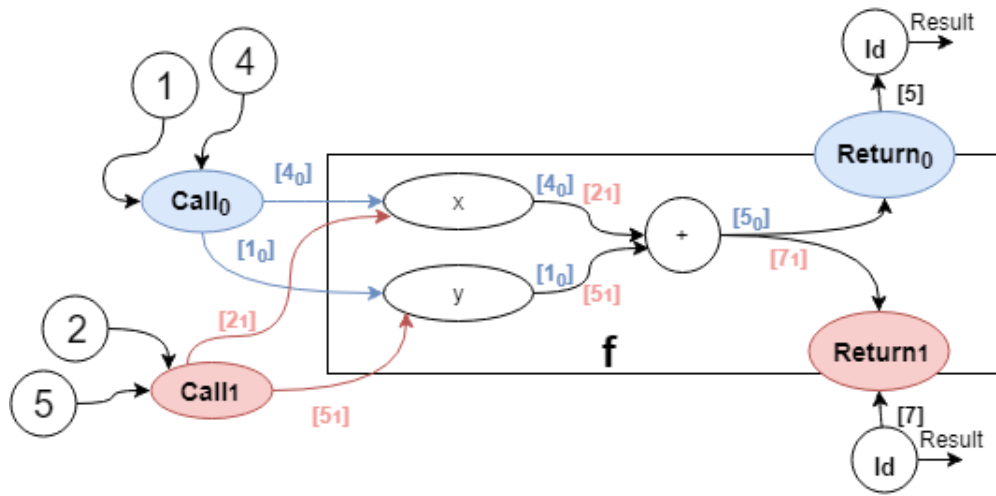 Id
Result
[5]
1
4
Return₀
Call₀
[4₀]
x
[4₀]
[2₁]
+
[5₀]
[7₁]
[1₀]
y
[1₀]
[5₁]
2
[2₁]
f
Return₁
5
Call₁
[5₁]
[7]
Id
Result